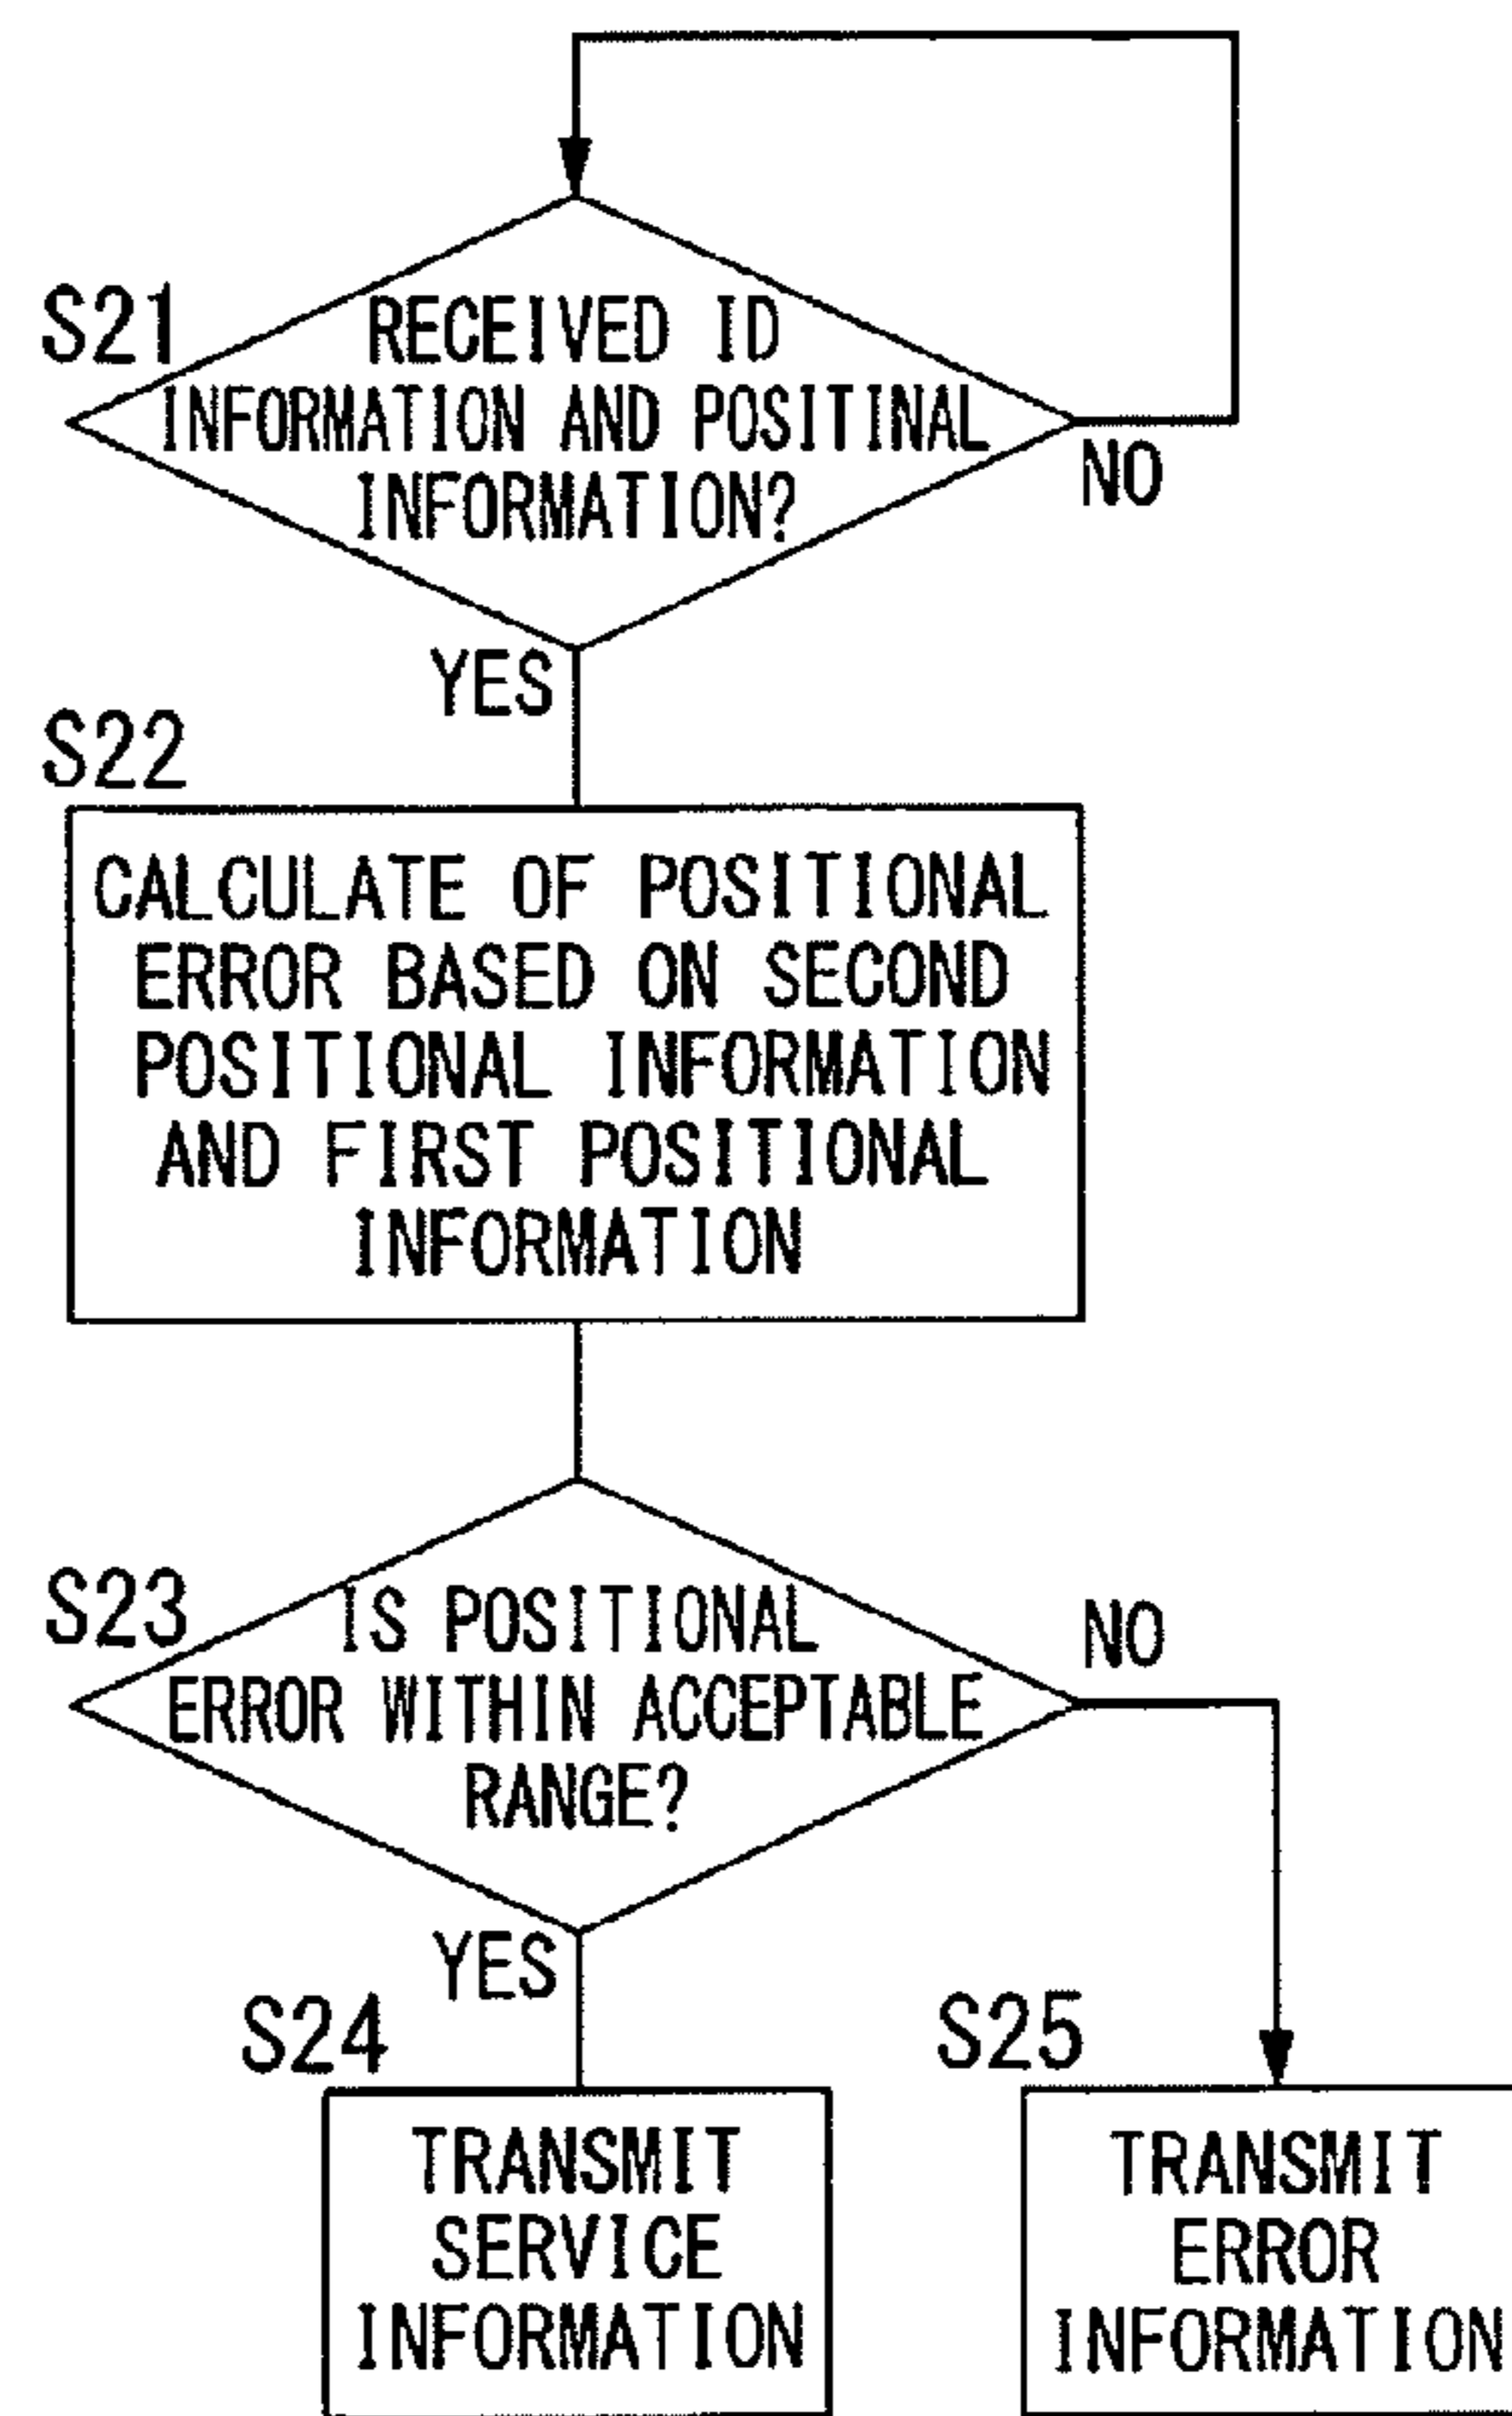 S21
RECEIVED ID
INFORMATION AND POSITINAL
INFORMATION?
NO
YES
S22
CALCULATE OF POSITIONAL
ERROR BASED ON SECOND
POSITIONAL INFORMATION
AND FIRST POSITIONAL
INFORMATION
S23
IS POSITIONAL
ERROR WITHIN ACCEPTABLE
RANGE?
NO
YES
S24
TRANSMIT
SERVICE
INFORMATION
S25
TRANSMIT
ERROR
INFORMATION